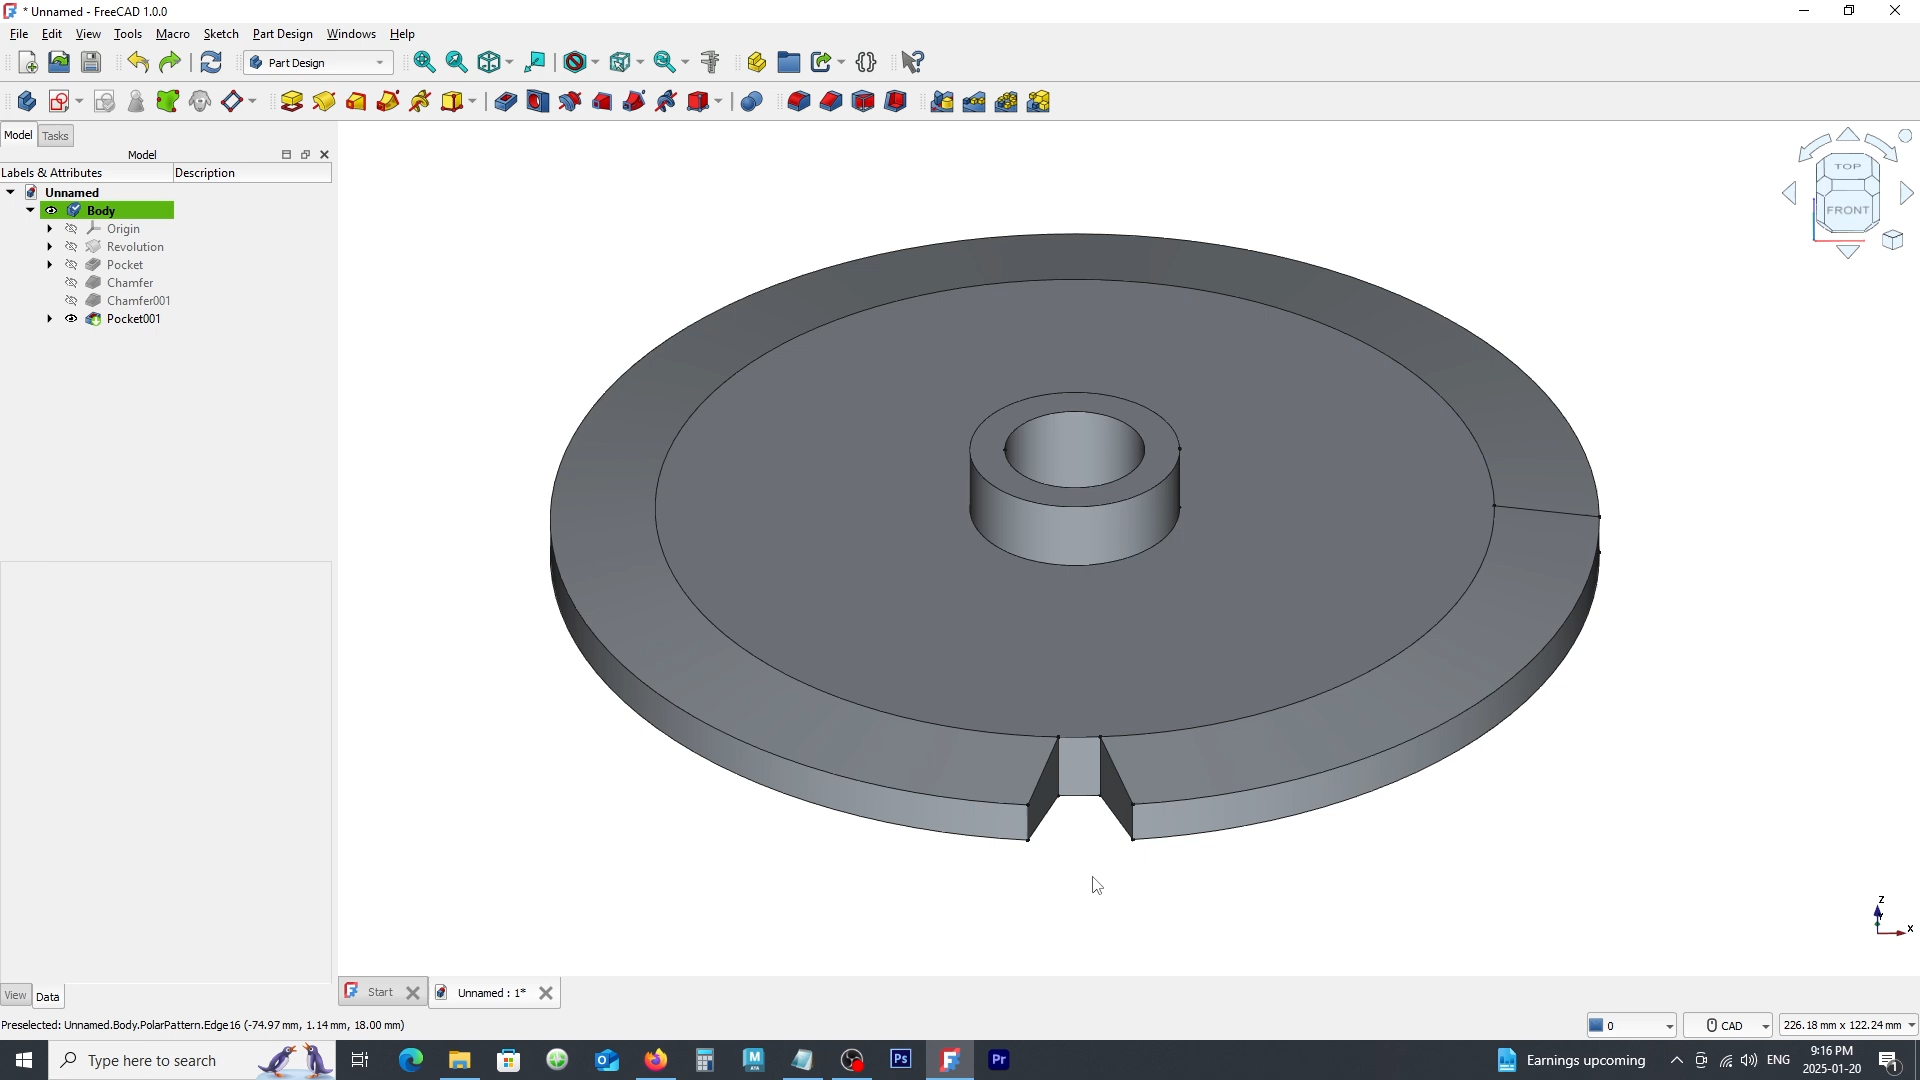 * Unnamed - FreeCAD 1.0.0
File Edit View Tools Macro Sketch Part Design Windows Help
Part Design
Model Tasks
Model
Labels & Attributes Description
Unnamed
Body
Origin
Revolution
Pocket
Chamfer
Chamfer001
Pocket001
TOP
FRONT
Z
X
View Data
Start Unnamed : 1*
Preselected: Unnamed.Body.PolarPattern.Edge16 (-74.97 mm, 1.14 mm, 18.00 mm)
0 CAD 226.18 mm x 122.24 mm
Type here to search
M
Ps
Pr
Earnings upcoming
ENG
9:16 PM
2025-01-20
1